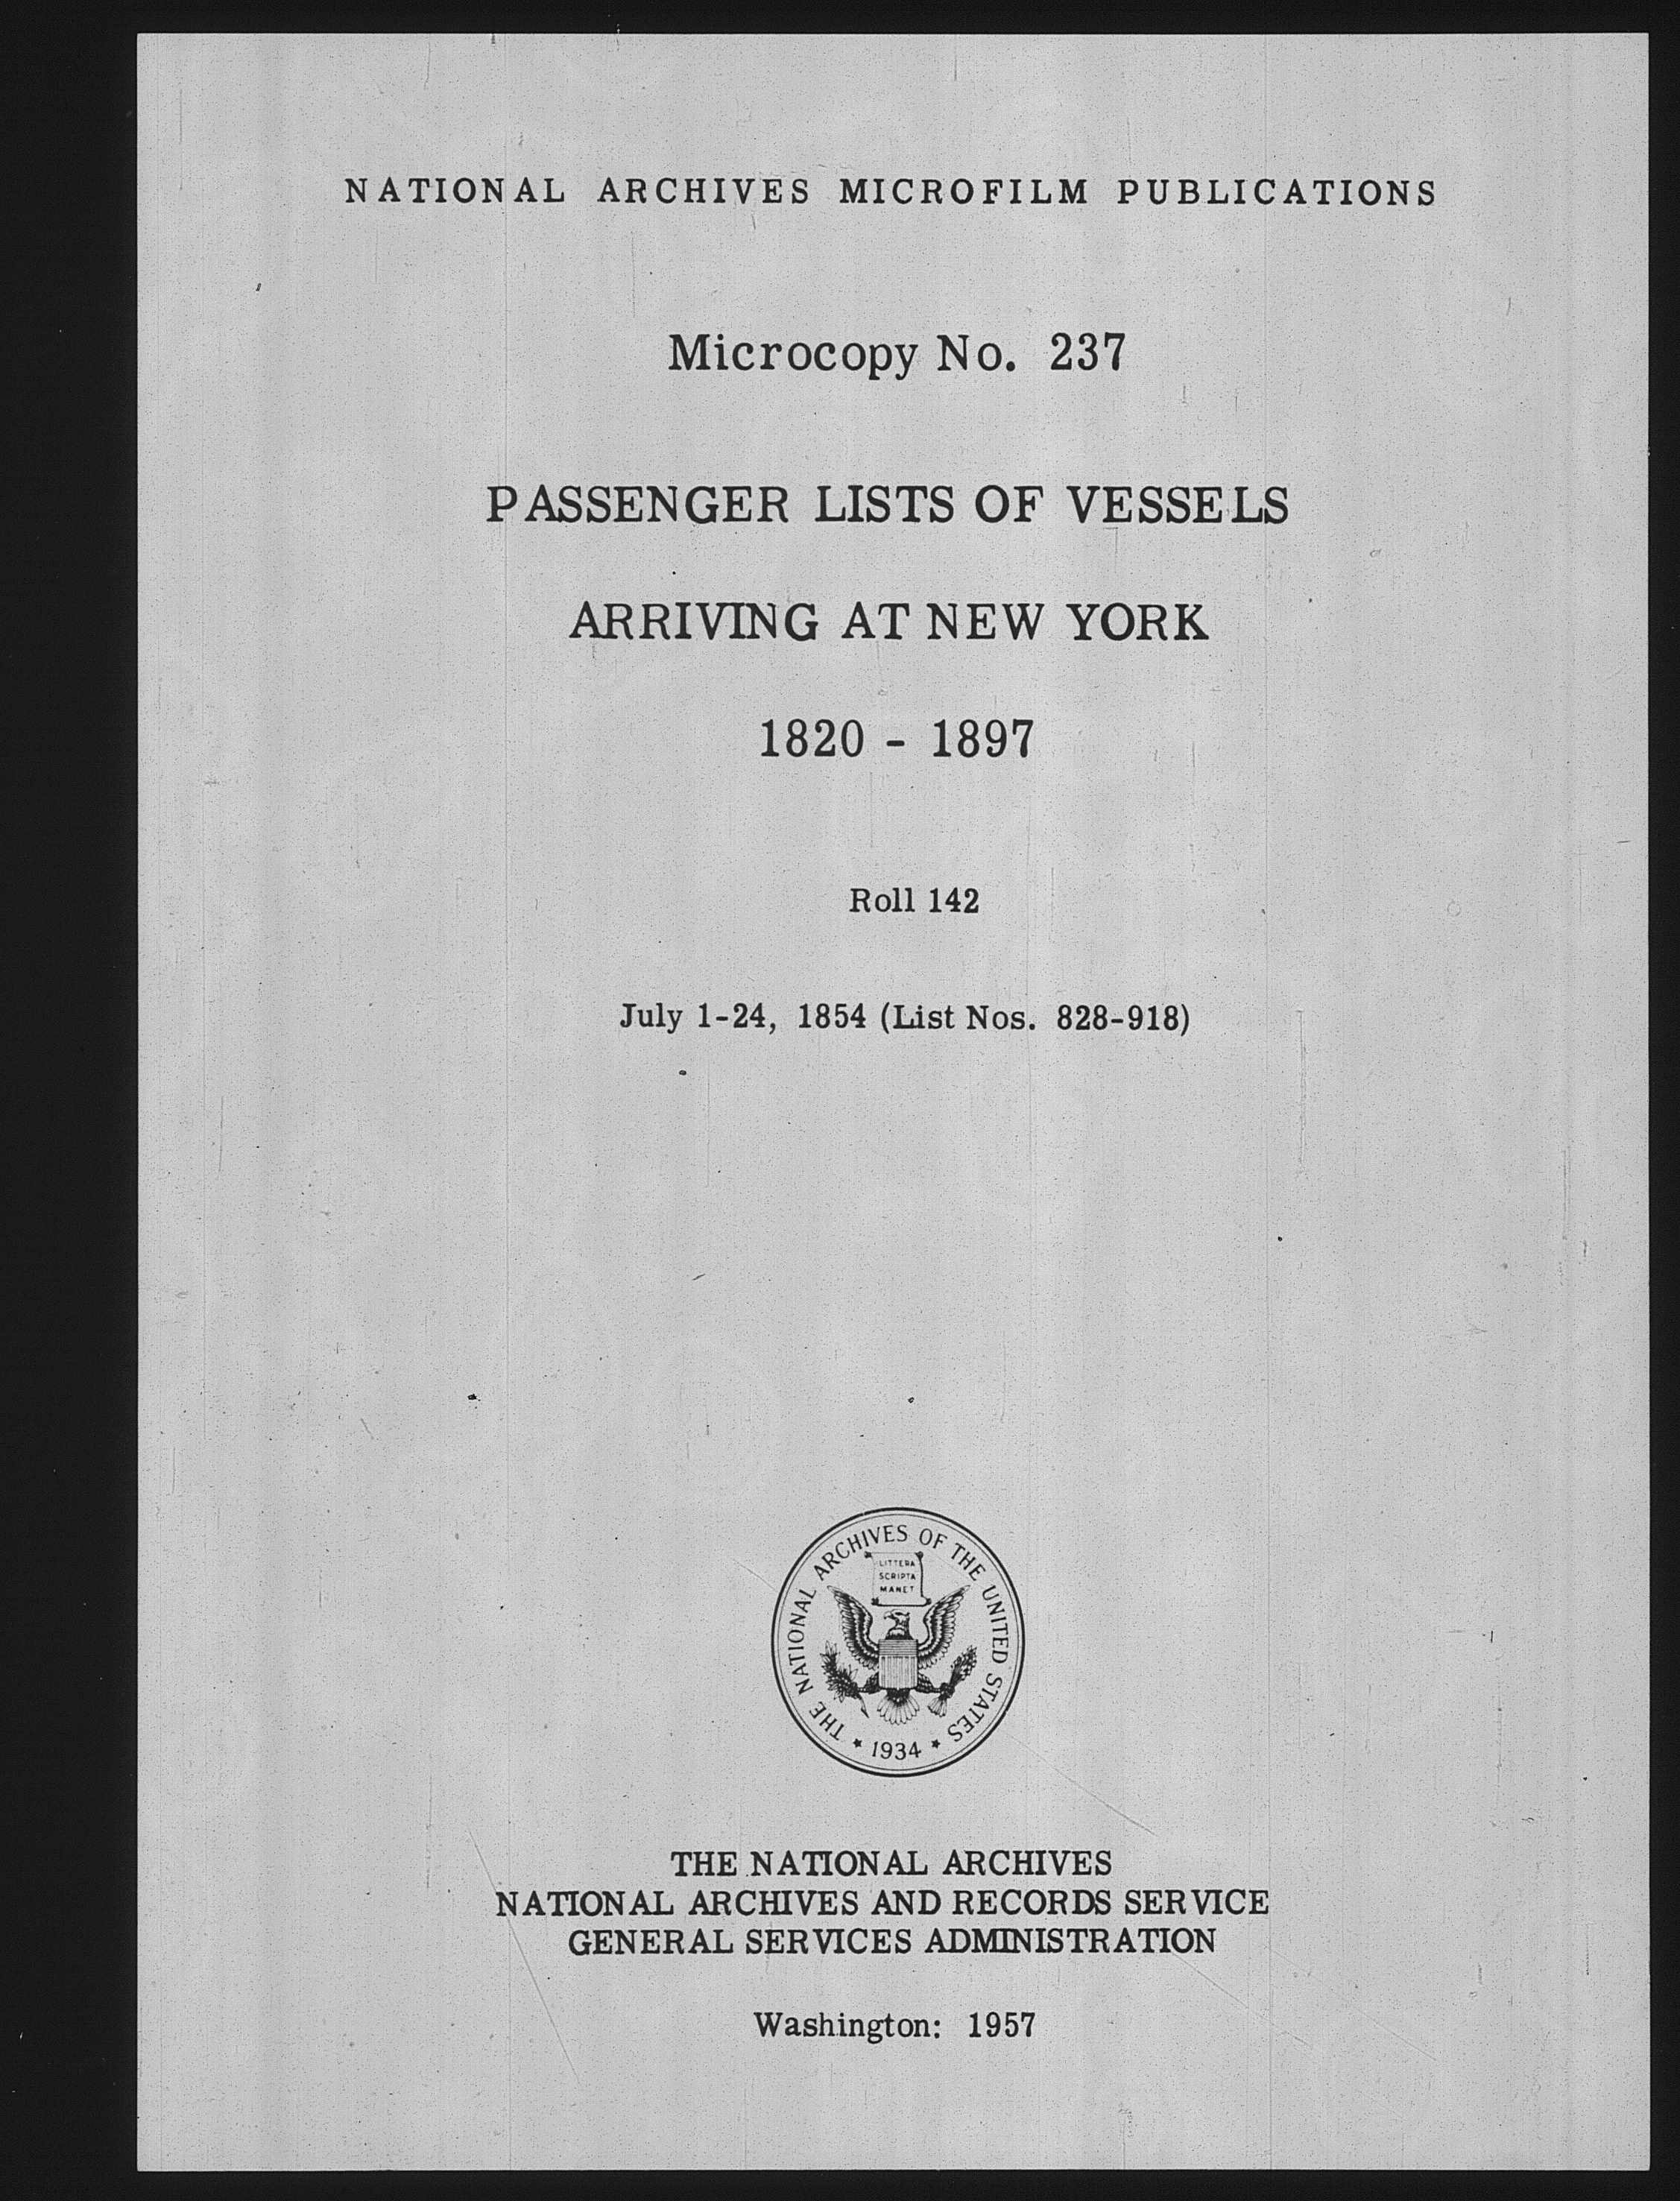 NATIONAL ARCHIVES MICROFILM PUBLICATIONS
Microcopy No. 237
PASSENGER LISTS OF VESSELS
ARRIVING AT NEW YORK
1820 - 1897
Roll 142
July 1-24, 1854 (List Nos. 828-918)
THE NATIONAL ARCHIVES OF THE UNITED STATES
LITTERA
SCRIPTA
MANET
★ 1934 ★
THE NATIONAL ARCHIVES
NATIONAL ARCHIVES AND RECORDS SERVICE
GENERAL SERVICES ADMINISTRATION
Washington: 1957